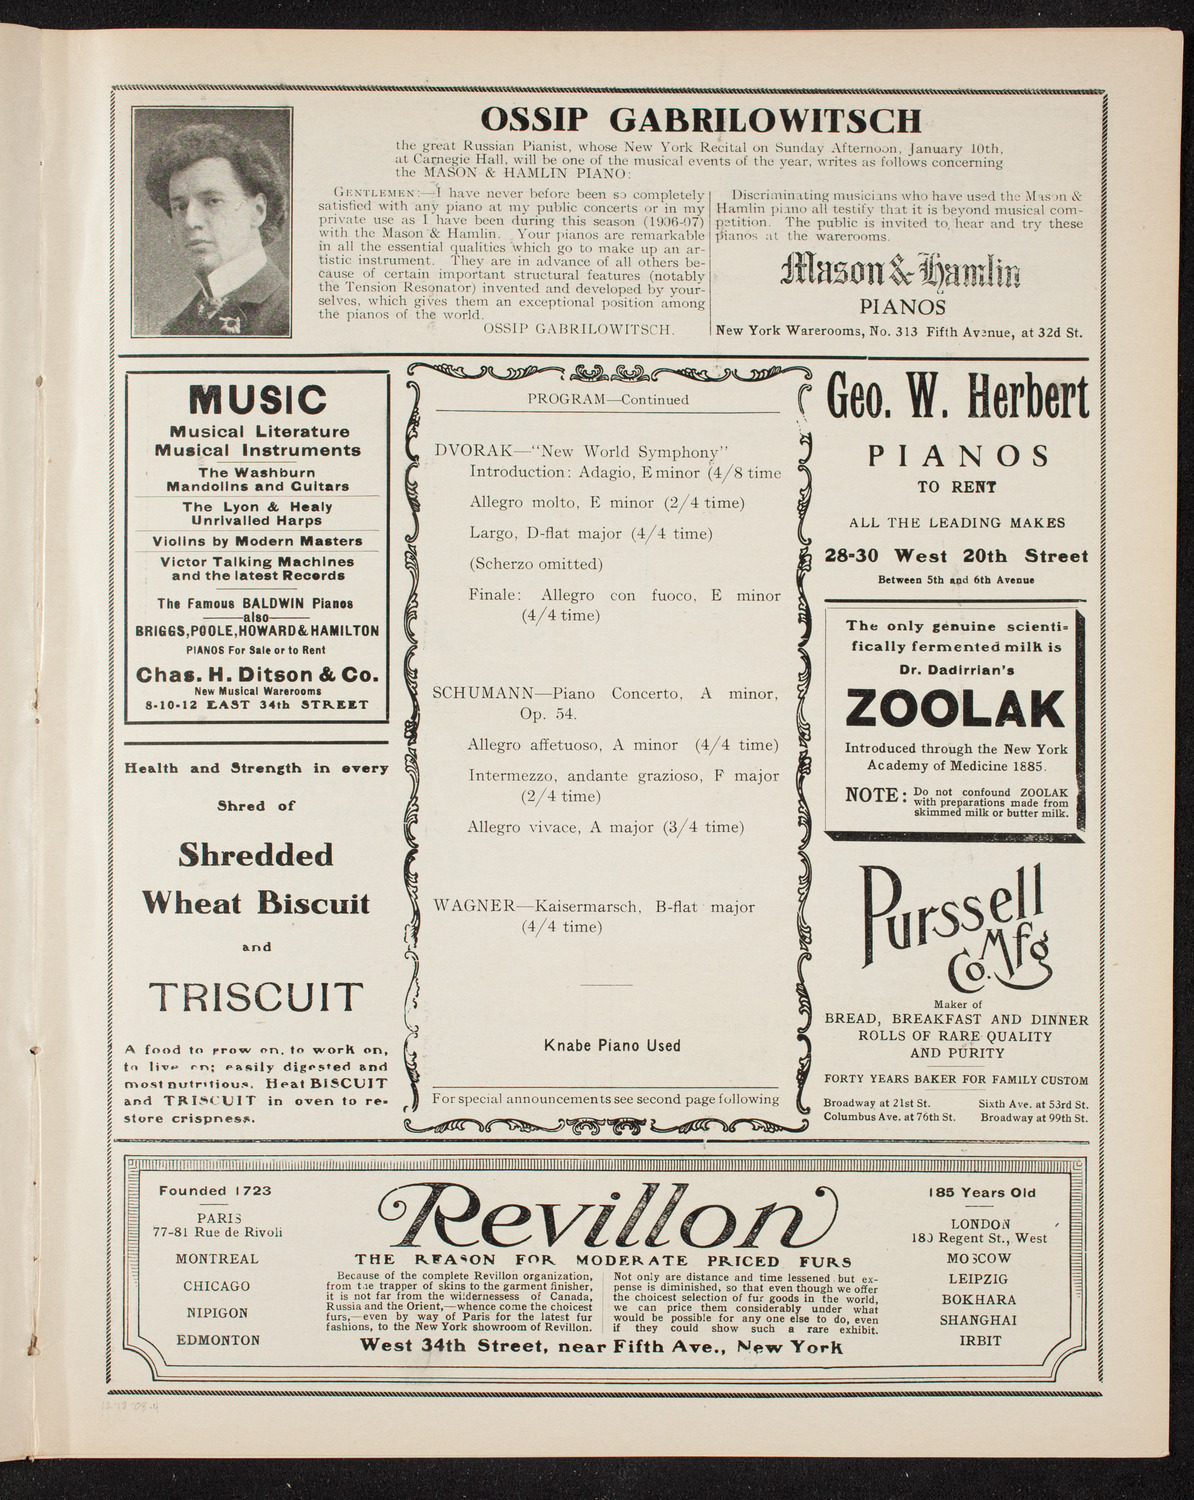 OSSIP GABRILOWITSCH
the great Russian Pianist, whose New York Recital on Sunday Afternoon, January 10th,
at Carnegie Hall, will be one of the musical events of the year, writes as follows concerning
the MASON & HAMLIN PIANO:
GENTLEMEN:—I have never before been so completely
satisfied with any piano at my public concerts or in my
private use as I have been during this season (1906-07)
with the Mason & Hamlin. Your pianos are remarkable
in all the essential qualities which go to make up an ar-
tistic instrument. They are in advance of all others be-
cause of certain important structural features (notably
the Tension Resonator) invented and developed by your-
selves, which gives them an exceptional position among
the pianos of the world.
OSSIP GABRILOWITSCH.
Discriminating musicians who have used the Mason &
Hamlin piano all testify that it is beyond musical com-
petition. The public is invited to hear and try these
pianos at the warerooms.
Mason & Hamlin
PIANOS
New York Warerooms, No. 313 Fifth Avenue, at 32d St.
MUSIC
Musical Literature
Musical Instruments
The Washburn
Mandolins and Guitars
The Lyon & Healy
Unrivalled Harps
Violins by Modern Masters
Victor Talking Machines
and the latest Records
The Famous BALDWIN Pianos
also
BRIGGS, POOLE, HOWARD & HAMILTON
PIANOS For Sale or to Rent
Chas. H. Ditson & Co.
New Musical Warerooms
8-10-12 EAST 34th STREET
Health and Strength in every
Shred of
Shredded
Wheat Biscuit
and
TRISCUIT
A food to grow on, to work on,
to live on; easily digested and
most nutritious. Heat BISCUIT
and TRISCUIT in oven to re-
store crispness.
PROGRAM—Continued
DVORAK—"New World Symphony"
Introduction: Adagio, E minor (4/8 time
Allegro molto, E minor (2/4 time)
Largo, D-flat major (4/4 time)
(Scherzo omitted)
Finale: Allegro con fuoco, E minor
(4/4 time)
SCHUMANN—Piano Concerto, A minor,
Op. 54.
Allegro affetuoso, A minor (4/4 time)
Intermezzo, andante grazioso, F major
(2/4 time)
Allegro vivace, A major (3/4 time)
WAGNER—Kaisermarsch, B-flat major
(4/4 time)
Knabe Piano Used
For special announcements see second page following
Geo. W. Herbert
PIANOS
TO RENT
ALL THE LEADING MAKES
28-30 West 20th Street
Between 5th and 6th Avenue
The only genuine scienti-
fically fermented milk is
Dr. Dadirrian's
ZOOLAK
Introduced through the New York
Academy of Medicine 1885.
NOTE: Do not confound ZOOLAK
with preparations made from
skimmed milk or butter milk.
Purssell
Mfg
Co.
Maker of
BREAD, BREAKFAST AND DINNER
ROLLS OF RARE QUALITY
AND PURITY
FORTY YEARS BAKER FOR FAMILY CUSTOM
Broadway at 21st St. Sixth Ave. at 53rd St.
Columbus Ave. at 76th St. Broadway at 99th St.
Founded 1723
PARIS
77-81 Rue de Rivoli
MONTREAL
CHICAGO
NIPIGON
EDMONTON
Revillon
THE REASON FOR MODERATE PRICED FURS
Because of the complete Revillon organization,
from the trapper of skins to the garment finisher,
it is not far from the wildernesess of Canada,
Russia and the Orient,—whence come the choicest
furs,—even by way of Paris for the latest fur
fashions, to the New York showroom of Revillon.
Not only are distance and time lessened but ex-
pense is diminished, so that even though we offer
the choicest selection of fur goods in the world,
we can price them considerably under what
would be possible for any one else to do, even
if they could show such a rare exhibit.
West 34th Street, near Fifth Ave., New York
185 Years Old
LONDON
180 Regent St., West
MOSCOW
LEIPZIG
BOKHARA
SHANGHAI
IRBIT
12-12-08-4